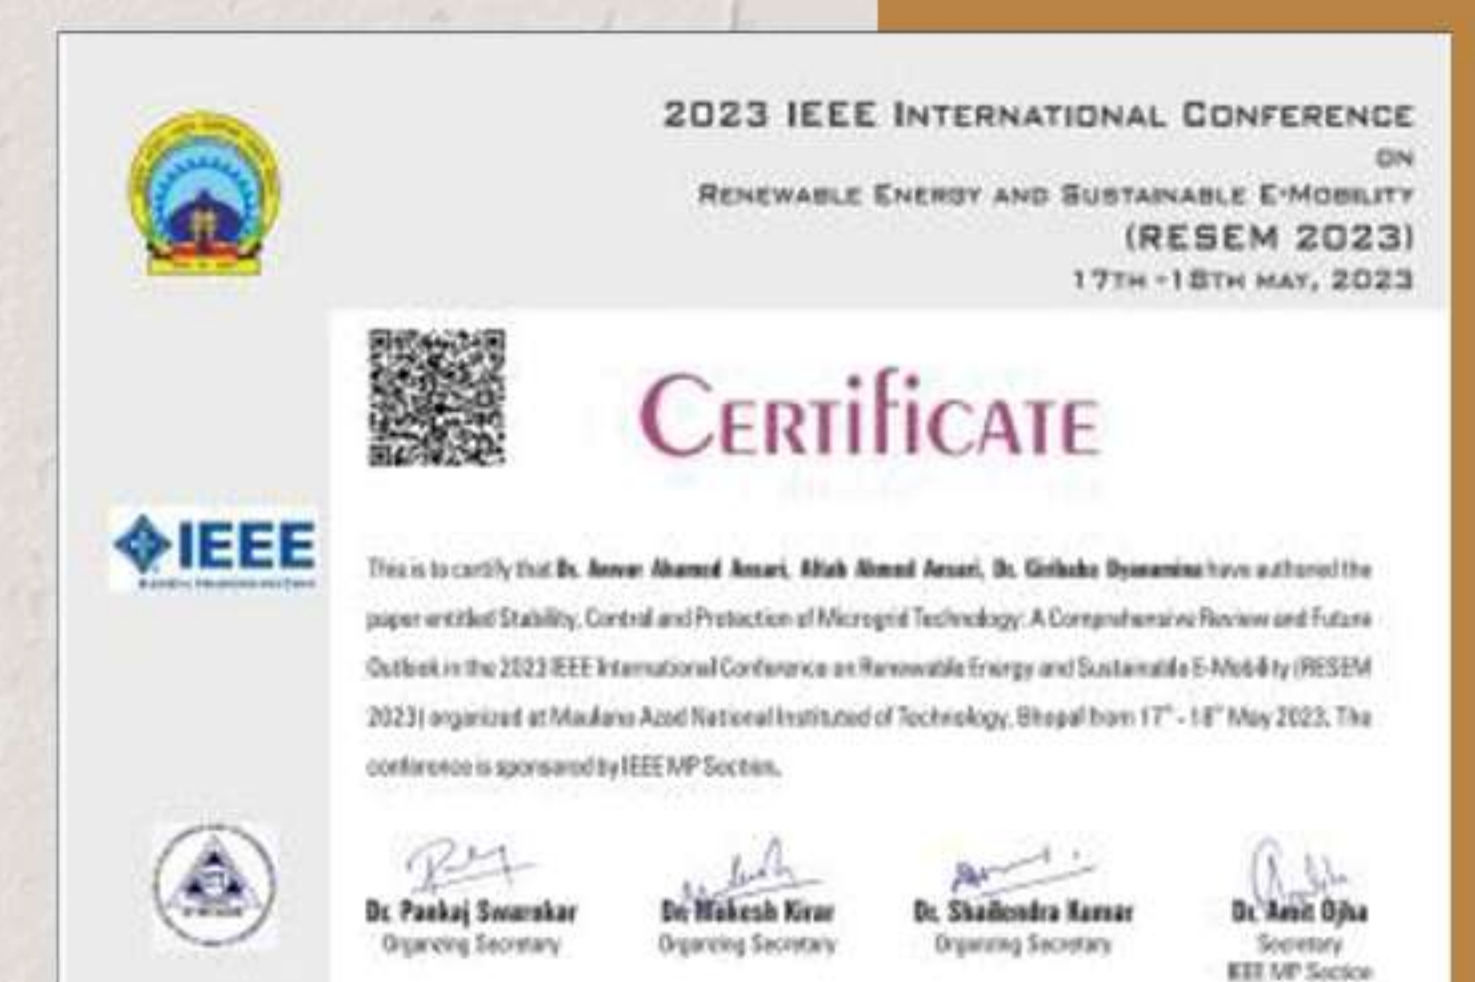 2023 IEEE INTERNATIONAL CONFERENCE
ON
RENEWABLE ENERGY AND SUSTAINABLE E-MOBILITY
(RESEM 2023)
17TH -18TH MAY, 2023
CERTIFICATE
IEEE
This is to certify that Dr. Anwar Ahamed Ansari, Altab Ahmed Ansari, Dr. Giribabu Dyanamina have authored the
paper entitled Stability, Control and Protection of Microgrid Technology: A Comprehensive Review and Future
Outlook in the 2023 IEEE International Conference on Renewable Energy and Sustainable E-Mobility (RESEM
2023) organized at Maulana Azad National Instituted of Technology, Bhopal from 17th - 18th May 2023. The
conference is sponsared by IEEE MP Section.
Dr. Pankaj Swarnkar
Dr. Mukesh Kirar
Dr. Shailendra Kumar
Dr. Amit Ojha
Organizing Secretary
Organizing Secretary
Organizing Secretary
Secretary
IEEE MP Section